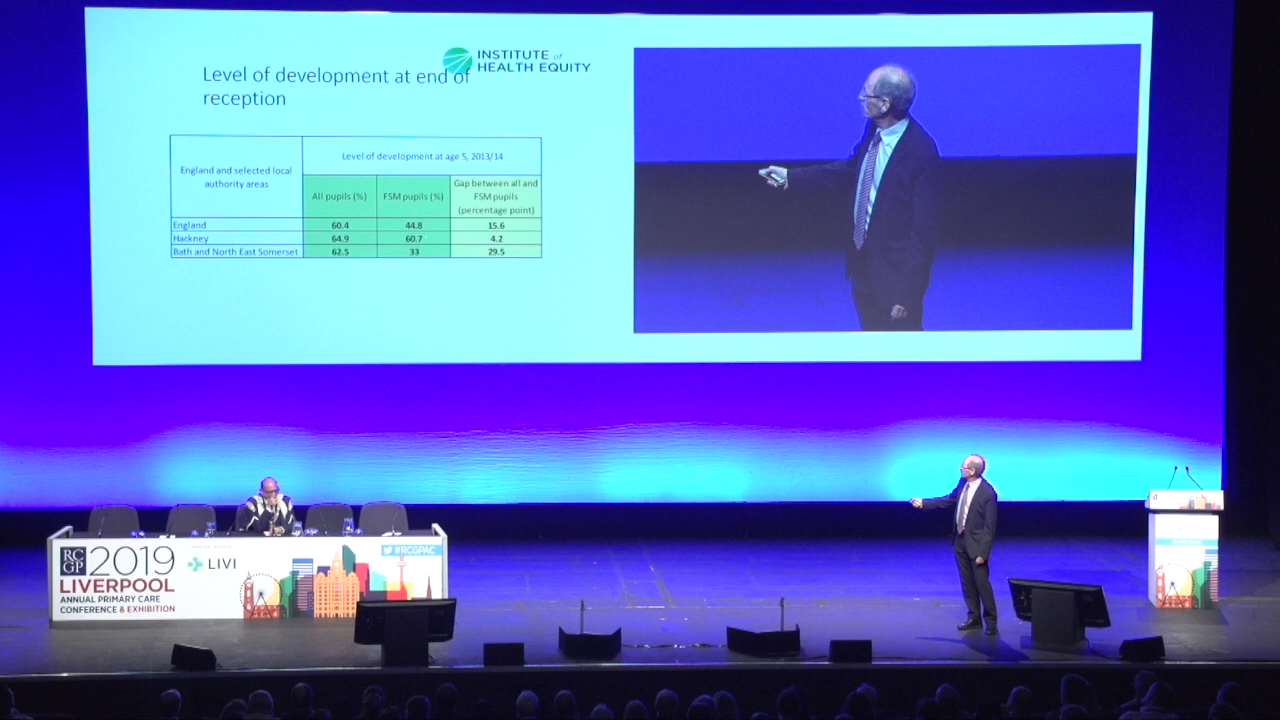 INSTITUTE of
HEALTH EQUITY
Level of development at end of
reception
England and selected local
authority areas
Level of development at age 5, 2013/14
All pupils (%)
FSM pupils (%)
Gap between all and
FSM pupils
(percentage point)
England 60.4 44.8 15.6
Hackney 64.9 60.7 4.2
Bath and North East Somerset 62.5 33 29.5
RC
GP
2019
LIVERPOOL
ANNUAL PRIMARY CARE
CONFERENCE & EXHIBITION
LIVI
#RCGPAC